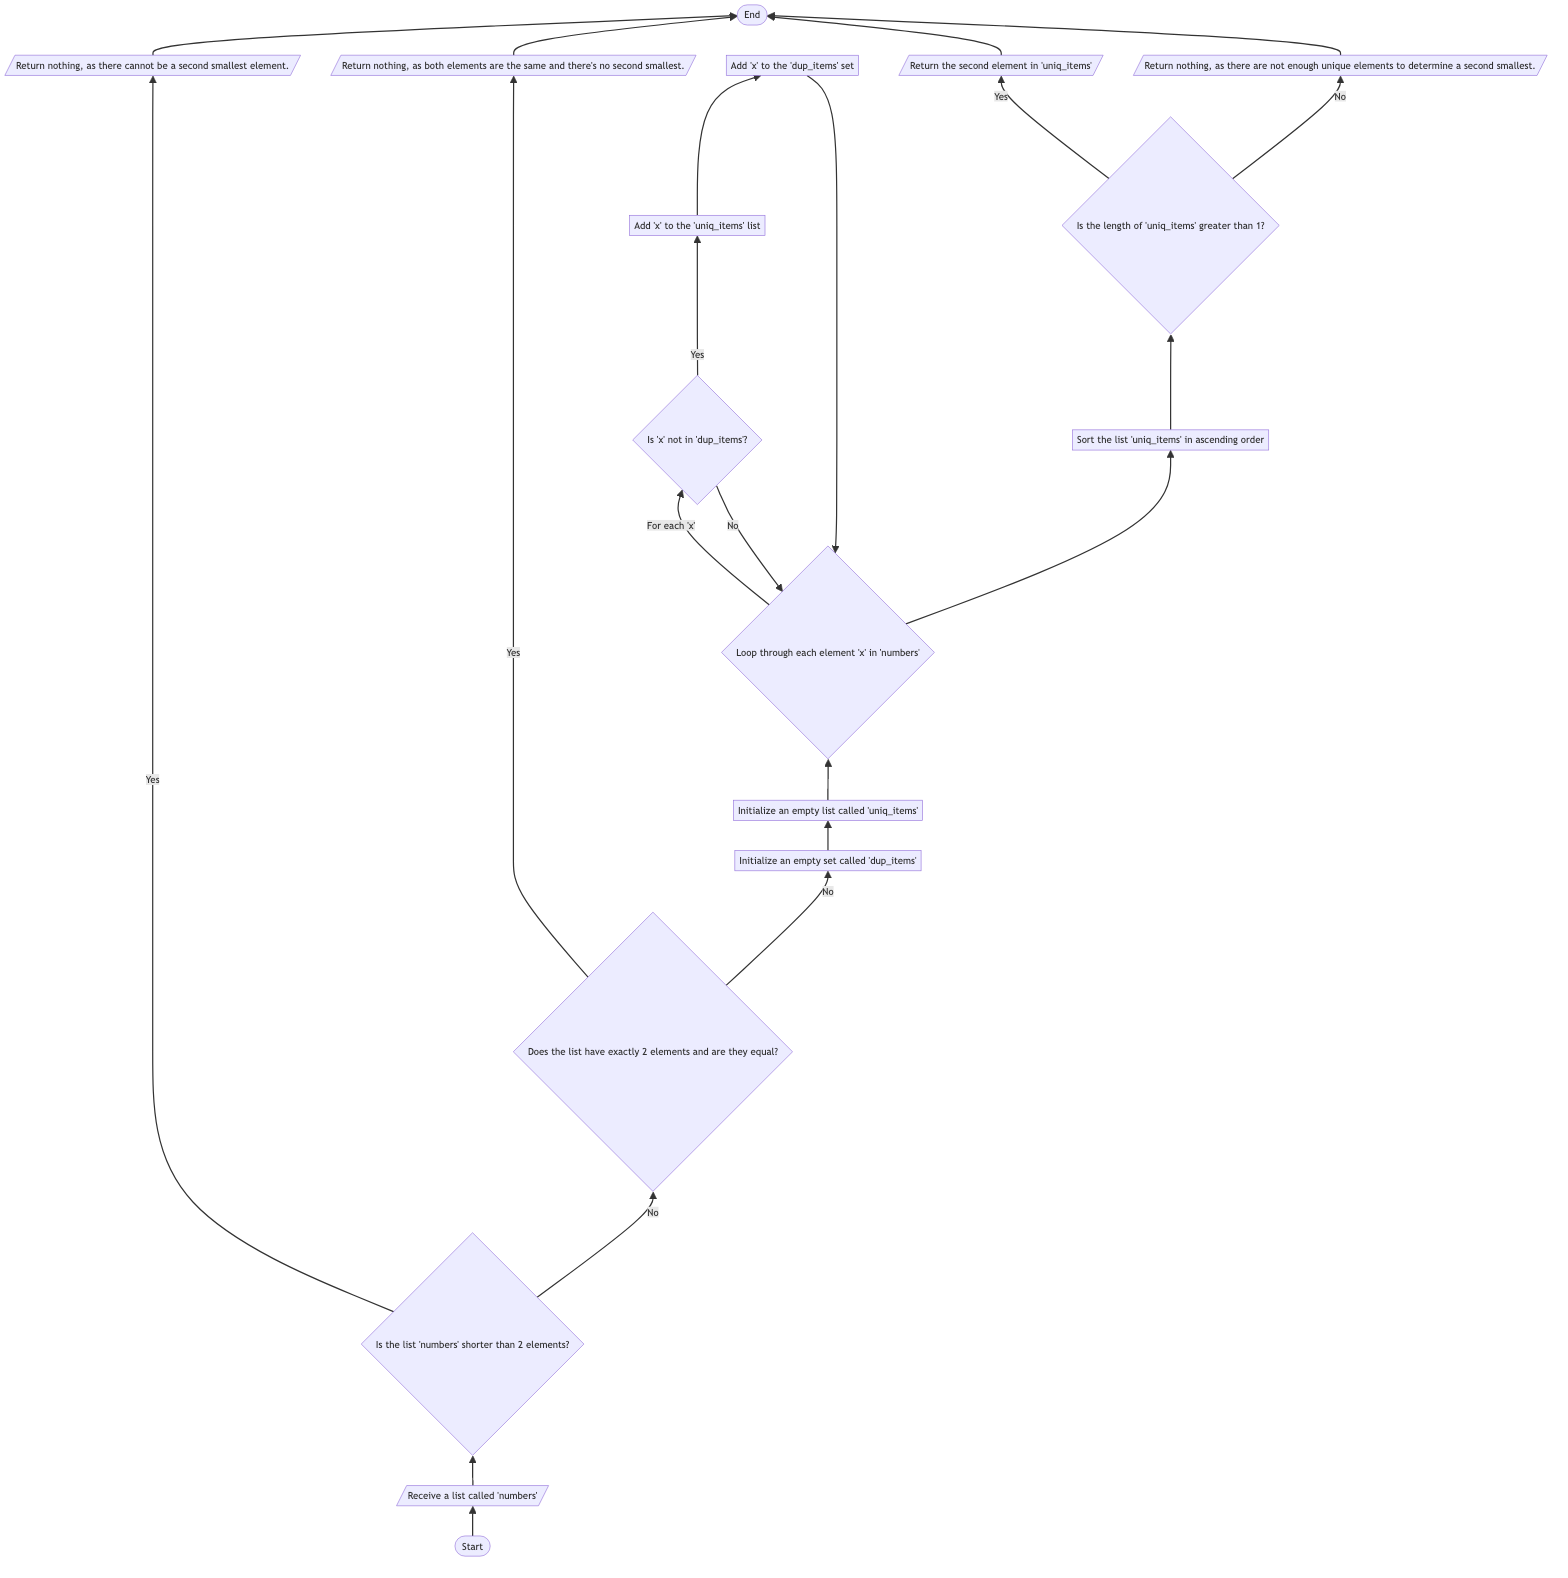 End
Return nothing, as there cannot be a second smallest element.
Return nothing, as both elements are the same and there's no second smallest.
Add 'x' to the 'dup_items' set
Return the second element in 'uniq_items'
Return nothing, as there are not enough unique elements to determine a second smallest.
Yes
No
Add 'x' to the 'uniq_items' list
Is the length of 'uniq_items' greater than 1?
Yes
Is 'x' not in 'dup_items'?
Sort the list 'uniq_items' in ascending order
For each 'x'
No
Yes
Loop through each element 'x' in 'numbers'
Yes
Initialize an empty list called 'uniq_items'
Initialize an empty set called 'dup_items'
No
Does the list have exactly 2 elements and are they equal?
No
Is the list 'numbers' shorter than 2 elements?
Receive a list called 'numbers'
Start